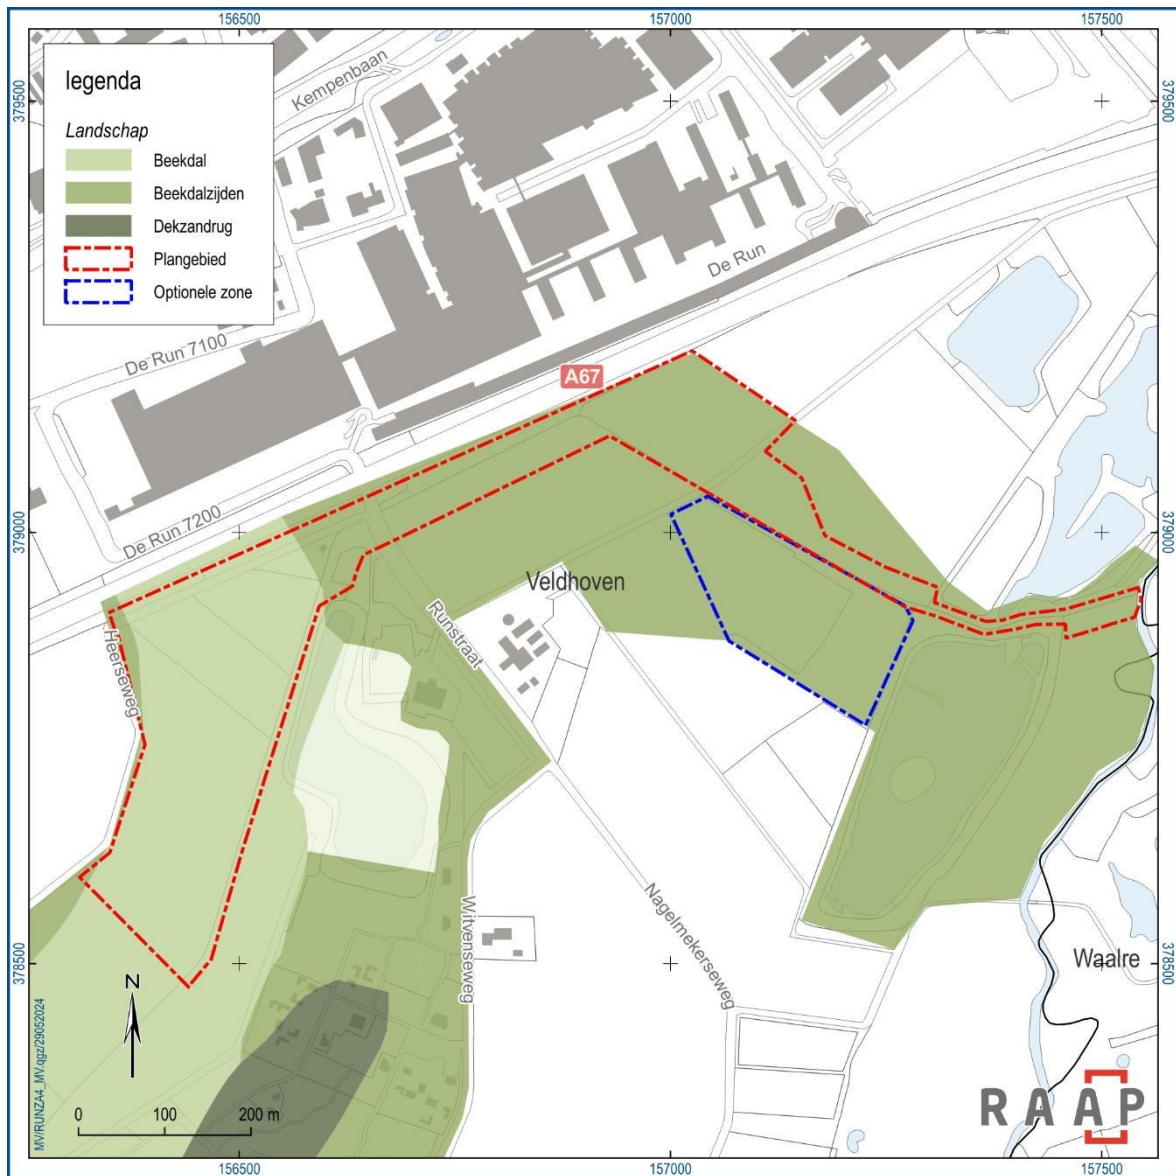 156500
157000
157500
379500
379500
legenda
Landschap
Beekdal
Beekdalzijden
Dekzandrug
Plangebied
Optionele zone
Kempenbaan
De Run
De Run 7100
A67
De Run 7200
379000
379000
Veldhoven
Runstraat
Heerseweg
Nagelmekerseweg
Witvenseweg
Waalre
378500
378500
N
0
100
200 m
MV/RUNZA4_MV.qgz/29052024
RAAP
156500
157000
157500